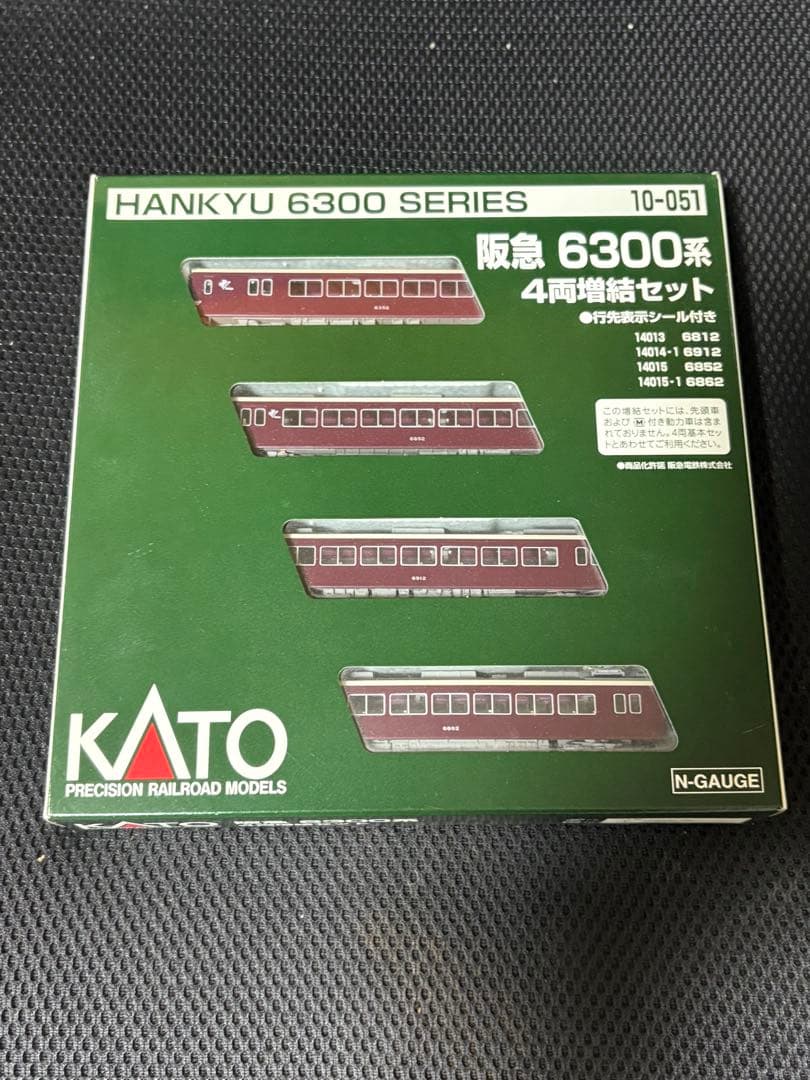 HANKYU 6300 SERIES
10-051
阪急 6300系
4両増結セット
●行先表示シール付き
14013 6812
14014-1 6912
14015 6852
14015-1 6862
この増結セットには、先頭車
および M 付き動力車は含ま
れておりません。4両基本セッ
トとあわせてご利用ください。
●商品化許諾 阪急電鉄株式会社
6852
6912
KATO
PRECISION RAILROAD MODELS
N-GAUGE
KATO